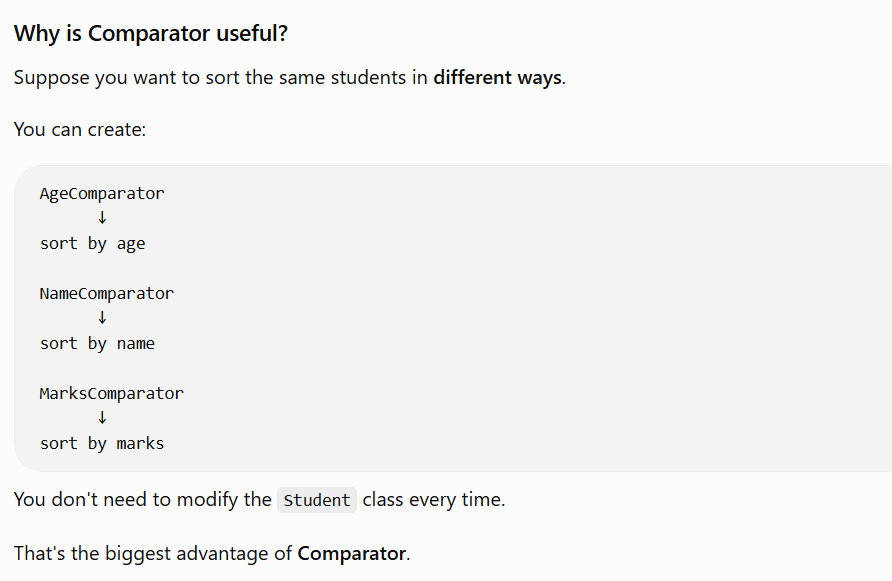 Why is Comparator useful?
Suppose you want to sort the same students in different ways.
You can create:
AgeComparator
↓
sort by age
NameComparator
↓
sort by name
MarksComparator
↓
sort by marks
You don't need to modify the Student class every time.
That's the biggest advantage of Comparator.